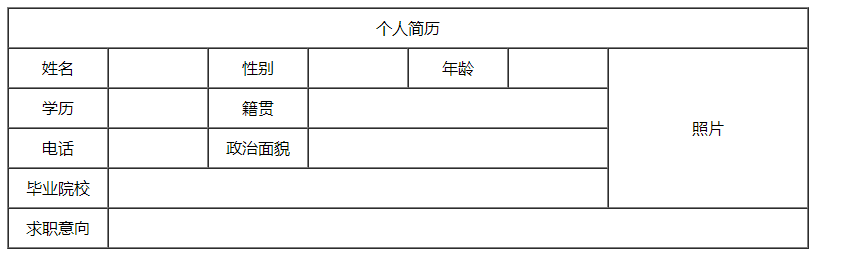 个人简历
姓名 性别 年龄
照片
学历 籍贯
电话 政治面貌
毕业院校
求职意向